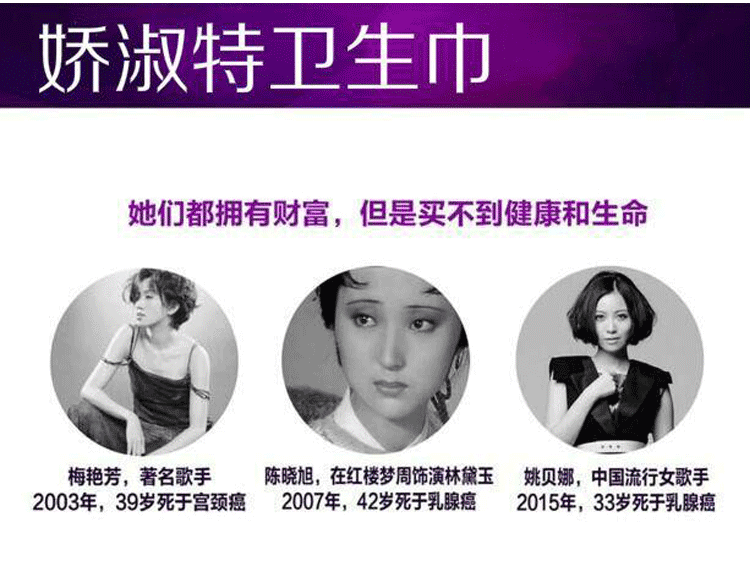 娇淑特卫生巾
她们都拥有财富，但是买不到健康和生命
梅艳芳，著名歌手
2003年，39岁死于宫颈癌
陈晓旭，在红楼梦周饰演林黛玉
2007年，42岁死于乳腺癌
姚贝娜，中国流行女歌手
2015年，33岁死于乳腺癌